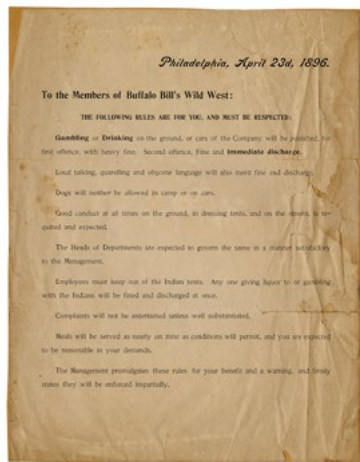 Philadelphia, April 23d, 1896.
To the Members of Buffalo Bill's Wild West:
THE FOLLOWING RULES ARE FOR YOU, AND MUST BE RESPECTED:
Gambling or Drinking on the ground, or cars of the Company will be punished, for
first offence, with heavy fine. Second offence, Fine and immediate discharge.
Loud talking, quarelling and obscene language will also merit fine and discharge.
Dogs will neither be allowed in camp or on cars.
Good conduct at all times on the ground, in dressing tents, and on the streets, is re-
quired and expected.
The Heads of Departments are expected to govern the same in a manner satisfactory
to the Management.
Employees must keep out of the Indian tents. Any one giving liquor to or gambling
with the Indians will be fined and discharged at once.
Complaints will not be entertained unless well substantiated.
Meals will be served as nearly on time as conditions will permit, and you are expected
to be reasonable in your demands.
The Management promulgates these rules for your benefit and a warning, and firmly
states they will be enforced impartially.